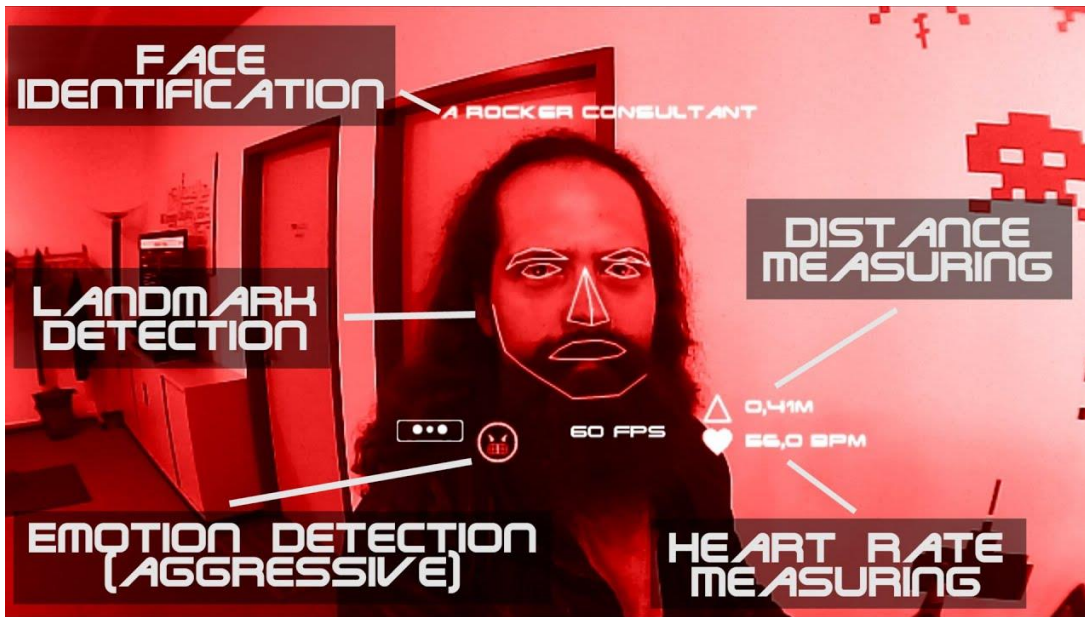 FACE
IDENTIFICATION
A ROCKER CONSULTANT
DISTANCE
MEASURING
LANDMARK
DETECTION
0,41M
60 FPS
56,0 BPM
EMOTION DETECTION
(AGGRESSIVE)
HEART RATE
MEASURING